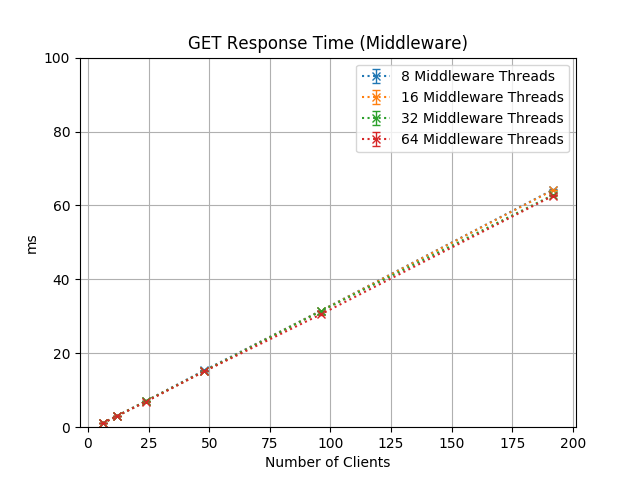 GET Response Time (Middleware)
100
80
60
40
20
0
ms
8 Middleware Threads
16 Middleware Threads
32 Middleware Threads
64 Middleware Threads
0 25 50 75 100 125 150 175 200
Number of Clients